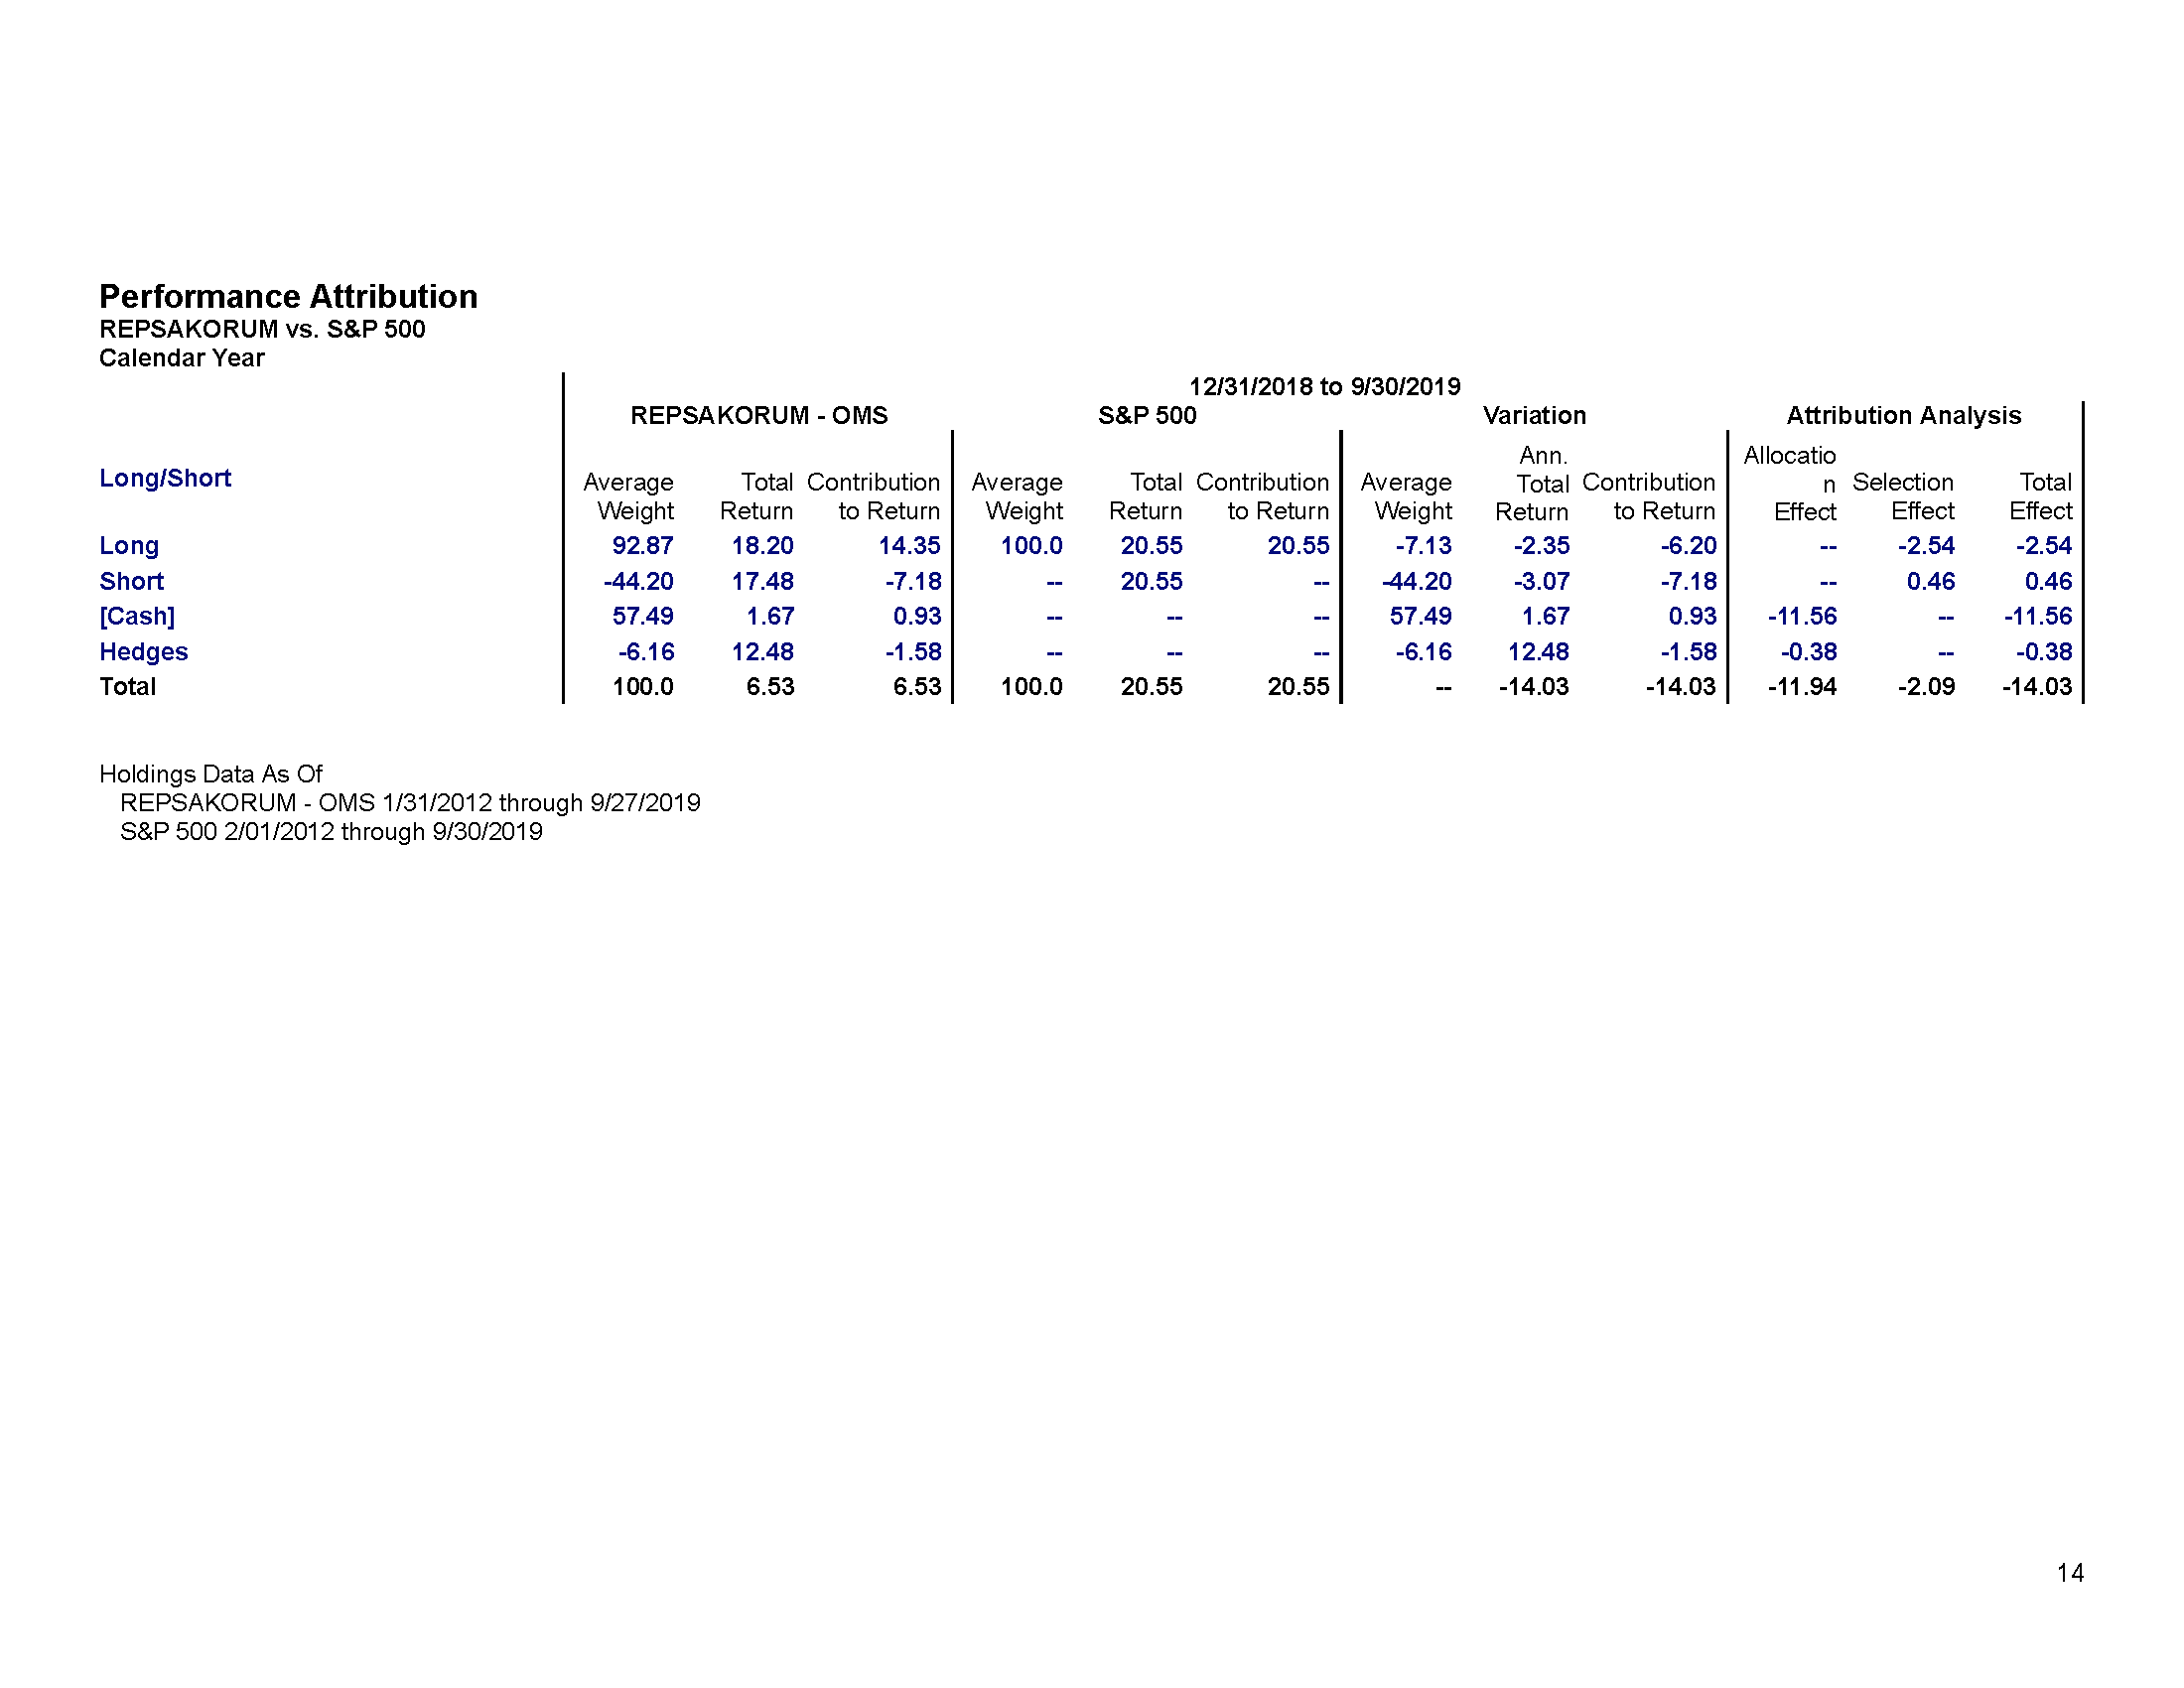 Performance Attribution
REPSAKORUM vs. S&P 500
Calendar Year
12/31/2018 to 9/30/2019
REPSAKORUM - OMS S&P 500 Variation Attribution Analysis
Long/Short Average Weight Total Return Contribution to Return Average Weight Total Return Contribution to Return Average Weight Ann. Total Return Contribution to Return Allocatio n Effect Selection Effect Total Effect
Long 92.87 18.20 14.35 100.0 20.55 20.55 -7.13 -2.35 -6.20 -- -2.54 -2.54
Short -44.20 17.48 -7.18 -- 20.55 -- -44.20 -3.07 -7.18 -- 0.46 0.46
[Cash] 57.49 1.67 0.93 -- -- -- 57.49 1.67 0.93 -11.56 -- -11.56
Hedges -6.16 12.48 -1.58 -- -- -- -6.16 12.48 -1.58 -0.38 -- -0.38
Total 100.0 6.53 6.53 100.0 20.55 20.55 -- -14.03 -14.03 -11.94 -2.09 -14.03
Holdings Data As Of
REPSAKORUM - OMS 1/31/2012 through 9/27/2019
S&P 500 2/01/2012 through 9/30/2019
14